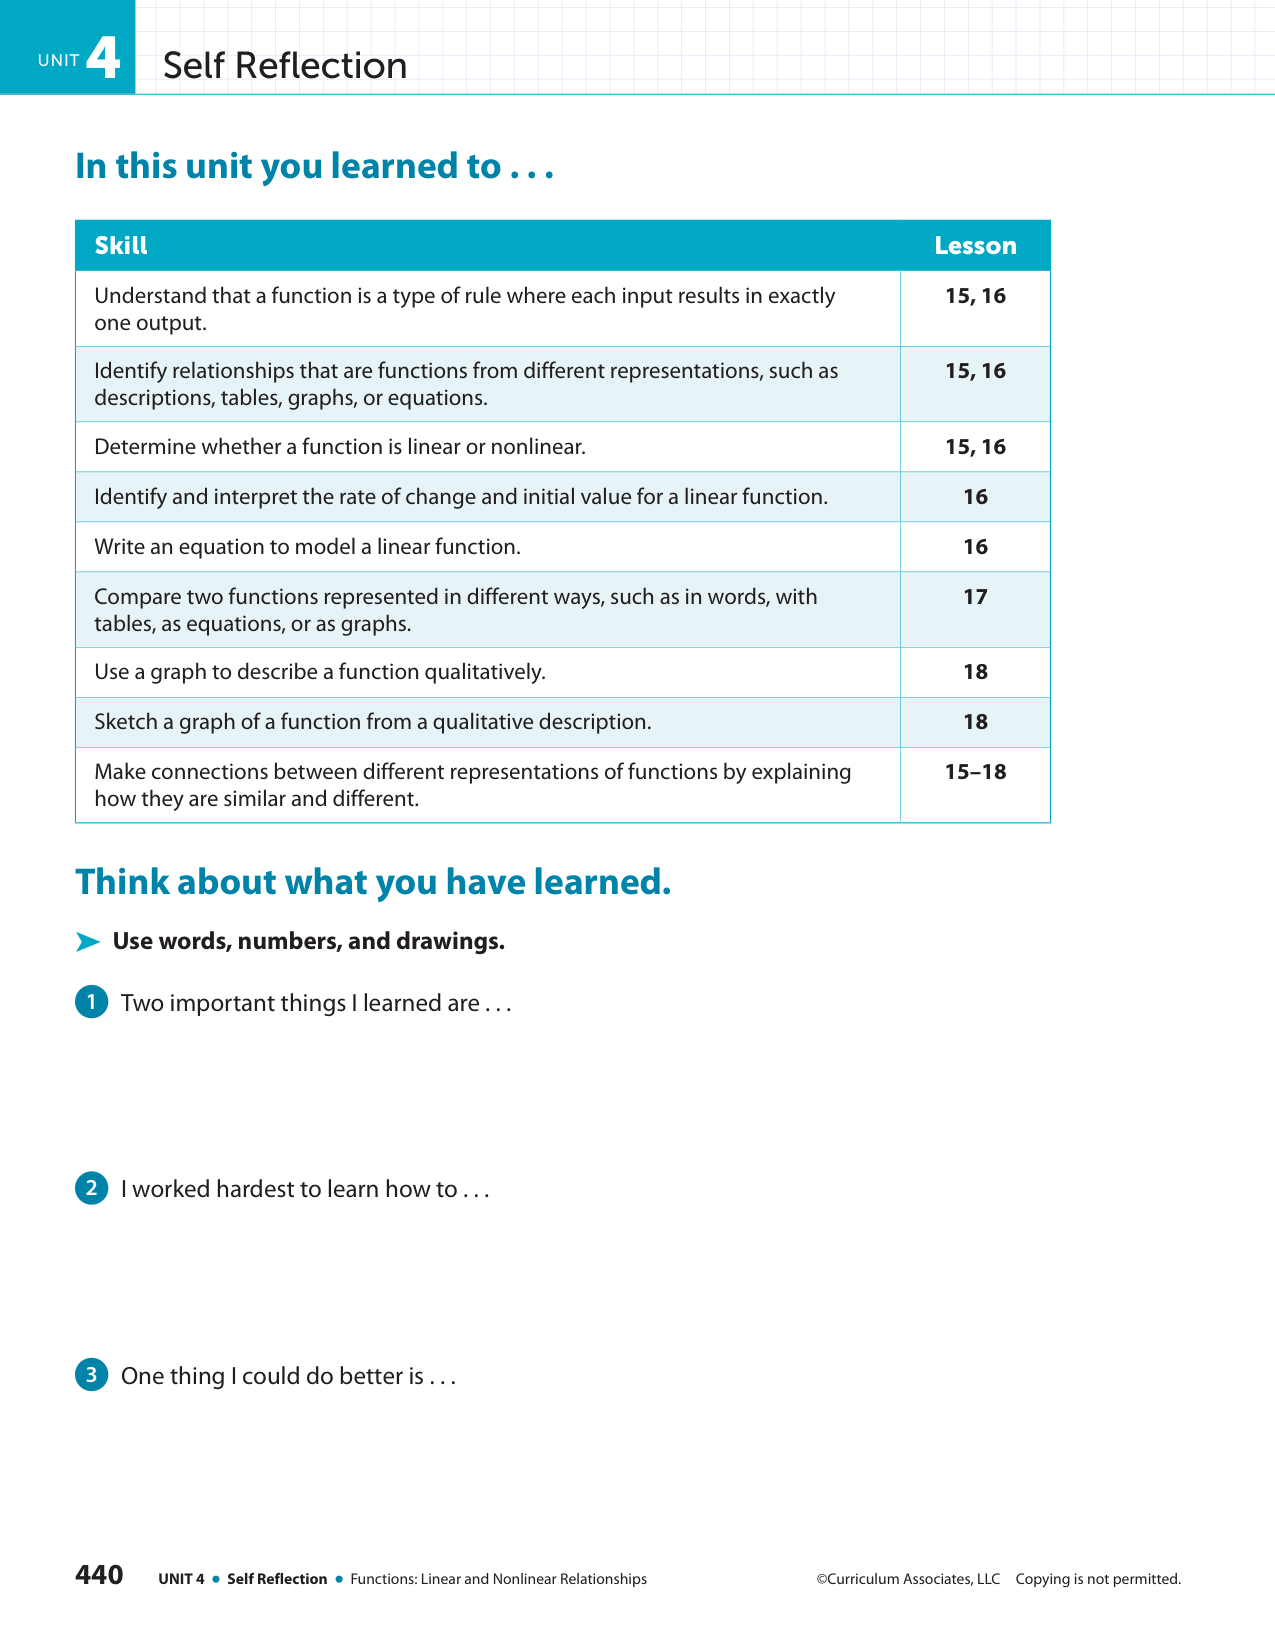 UNIT 4 Self Reflection
In this unit you learned to . . .
Skill Lesson
Understand that a function is a type of rule where each input results in exactly 15, 16
one output.
Identify relationships that are functions from different representations, such as 15, 16
descriptions, tables, graphs, or equations.
Determine whether a function is linear or nonlinear. 15, 16
Identify and interpret the rate of change and initial value for a linear function. 16
Write an equation to model a linear function. 16
Compare two functions represented in different ways, such as in words, with 17
tables, as equations, or as graphs.
Use a graph to describe a function qualitatively. 18
Sketch a graph of a function from a qualitative description. 18
Make connections between different representations of functions by explaining 15–18
how they are similar and different.
Think about what you have learned.
➤ Use words, numbers, and drawings.
1 Two important things I learned are . . .
2 I worked hardest to learn how to . . .
3 One thing I could do better is . . .
440 UNIT 4 • Self Reflection • Functions: Linear and Nonlinear Relationships ©Curriculum Associates, LLC Copying is not permitted.